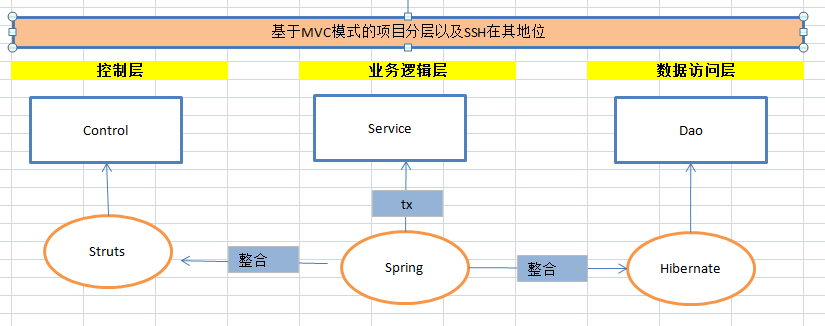 基于MVC模式的项目分层以及SSH在其地位
控制层 业务逻辑层 数据访问层
Control Service Dao
tx
Struts 整合 Spring 整合 Hibernate